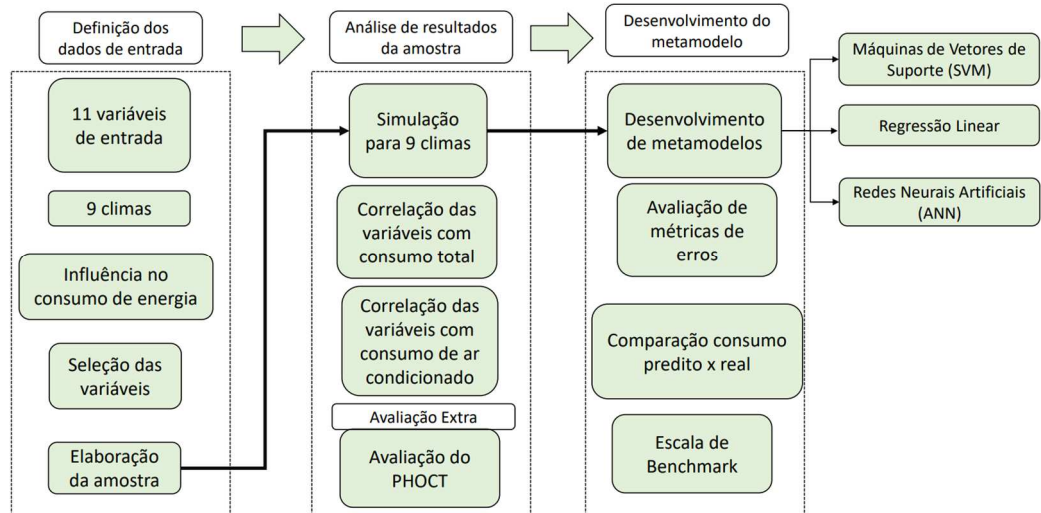 Definição dos
dados de entrada
Análise de resultados
da amostra
Desenvolvimento do
metamodelo
11 variáveis
de entrada
9 climas
Influência no
consumo de energia
Seleção das
variáveis
Elaboração
da amostra
Simulação
para 9 climas
Correlação das
variáveis com
consumo total
Correlação das
variáveis com
consumo de ar
condicionado
Avaliação Extra
Avaliação do
PHOCT
Desenvolvimento
de metamodelos
Avaliação de
métricas de
erros
Comparação consumo
predito x real
Escala de
Benchmark
Máquinas de Vetores de
Suporte (SVM)
Regressão Linear
Redes Neurais Artificiais
(ANN)